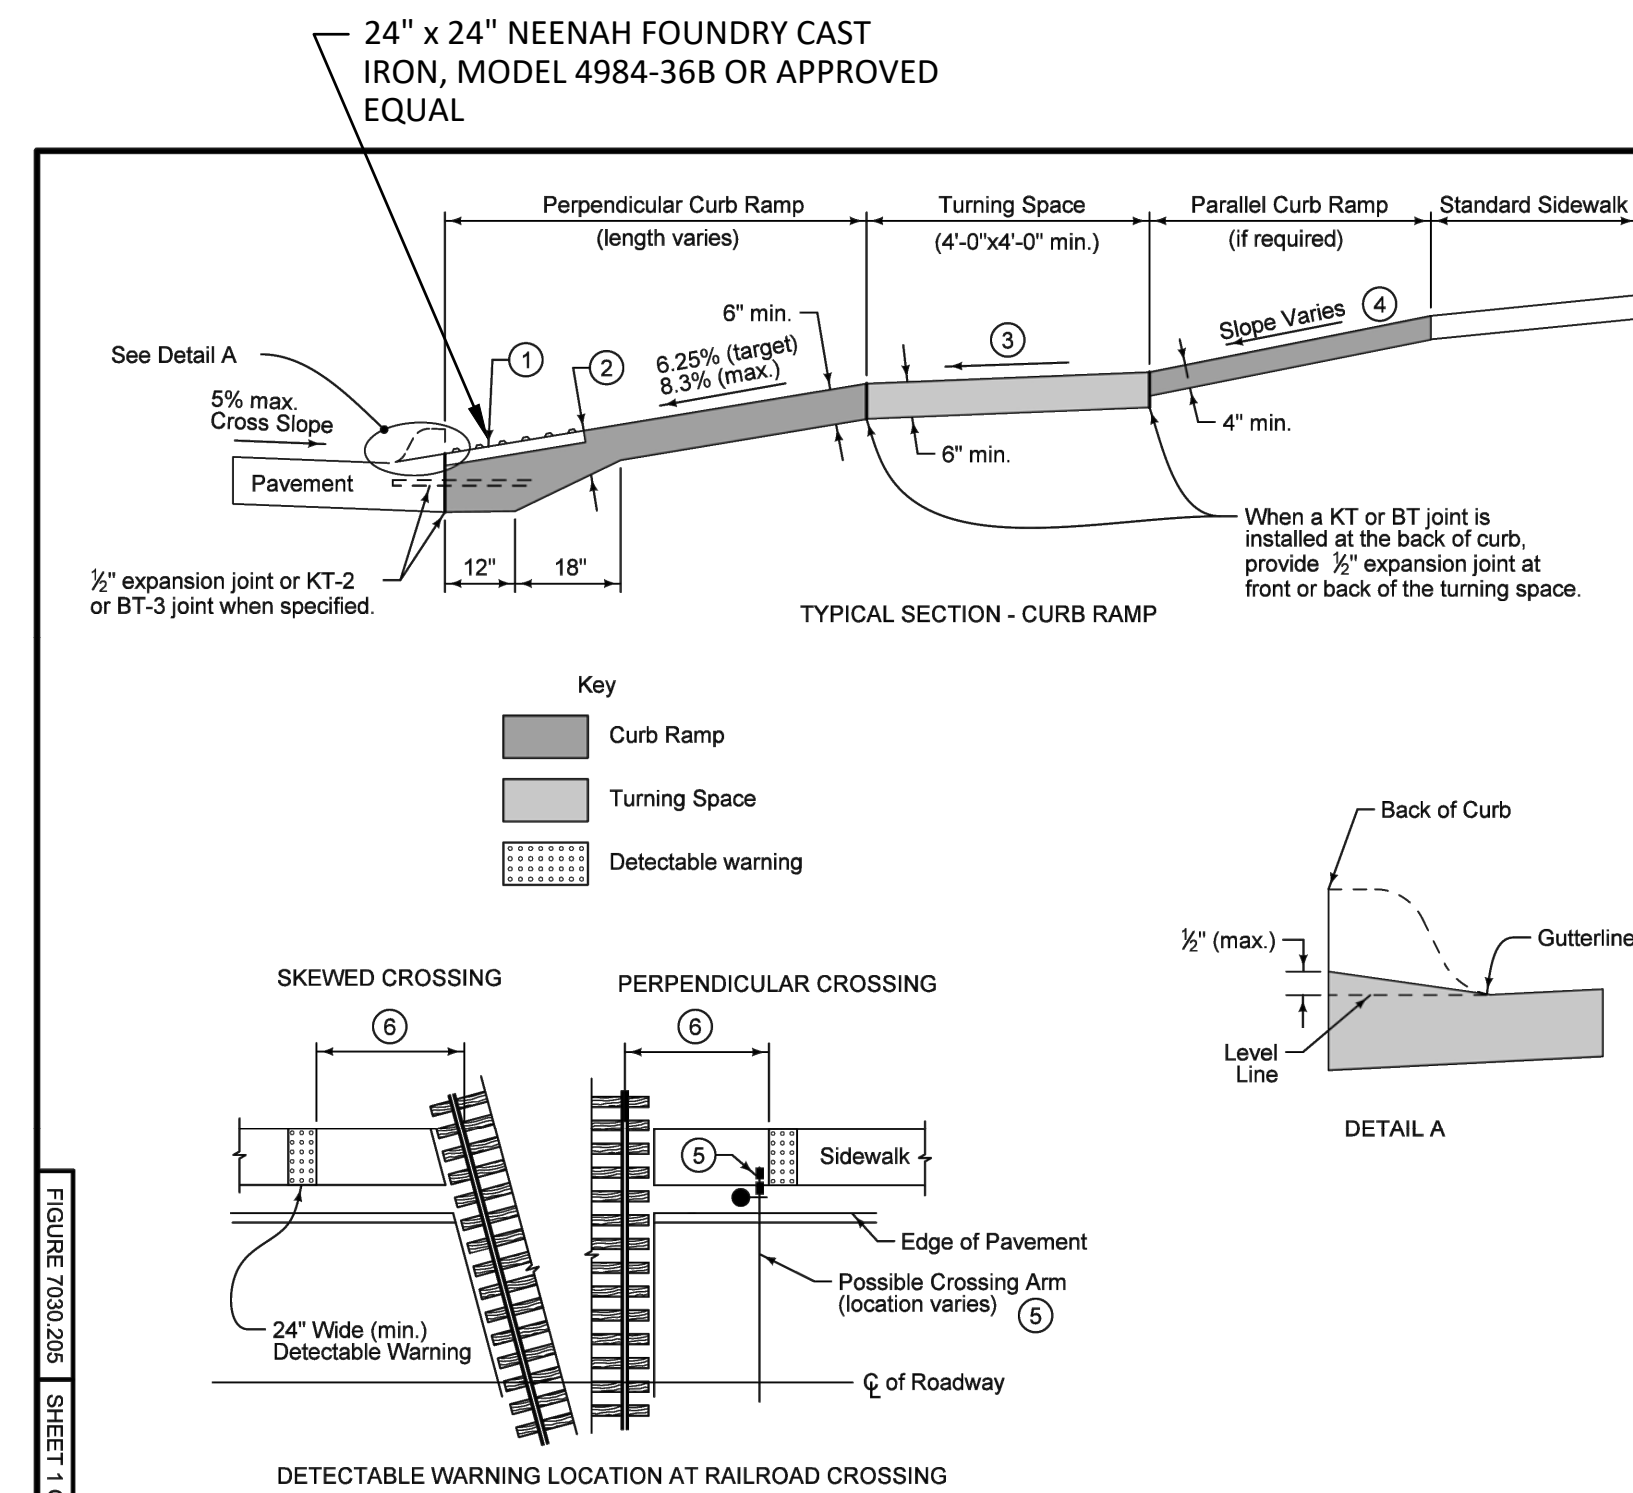 24" x 24" NEENAH FOUNDRY CAST
IRON, MODEL 4984-36B OR APPROVED
EQUAL
Perpendicular Curb Ramp
(length varies)
Turning Space
(4'-0"x4'-0" min.)
Parallel Curb Ramp
(if required)
Standard Sidewalk
See Detail A
5% max.
Cross Slope
1
2
6" min.
6.25% (target)
8.3% (max.)
3
Slope Varies
4
6" min.
4" min.
Pavement
12"
18"
½" expansion joint or KT-2
or BT-3 joint when specified.
When a KT or BT joint is
installed at the back of curb,
provide ½" expansion joint at
front or back of the turning space.
TYPICAL SECTION - CURB RAMP
Key
Curb Ramp
Turning Space
Detectable warning
Back of Curb
½" (max.)
Gutterline
Level
Line
DETAIL A
SKEWED CROSSING
PERPENDICULAR CROSSING
6
6
5
Sidewalk
Edge of Pavement
Possible Crossing Arm
(location varies)
5
24" Wide (min.)
Detectable Warning
℄ of Roadway
DETECTABLE WARNING LOCATION AT RAILROAD CROSSING
FIGURE 7030.205
SHEET 1